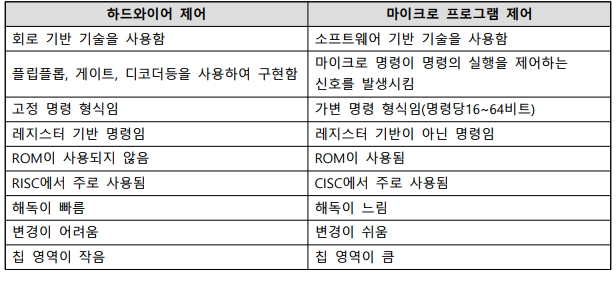 하드와이어 제어
마이크로 프로그램 제어
회로 기반 기술을 사용함
소프트웨어 기반 기술을 사용함
플립플롭, 게이트, 디코더등을 사용하여 구현함
마이크로 명령이 명령의 실행을 제어하는
신호를 발생시킴
고정 명령 형식임
가변 명령 형식임(명령당16~64비트)
레지스터 기반 명령임
레지스터 기반이 아닌 명령임
ROM이 사용되지 않음
ROM이 사용됨
RISC에서 주로 사용됨
CISC에서 주로 사용됨
해독이 빠름
해독이 느림
변경이 어려움
변경이 쉬움
칩 영역이 작음
칩 영역이 큼